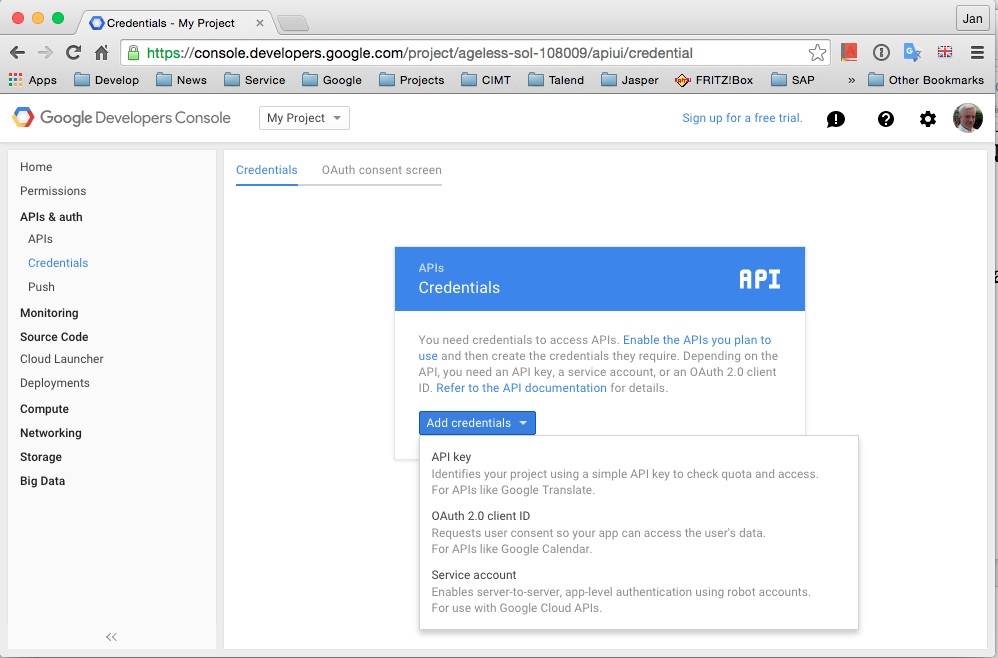 Credentials - My Project
Jan
https://console.developers.google.com/project/ageless-sol-108009/apiui/credential
Apps Develop News Service Google Projects CIMT Talend Jasper FRITZ!Box SAP » Other Bookmarks
Google Developers Console My Project Sign up for a free trial.
Home
Permissions
APIs & auth
APIs
Credentials
Push
Monitoring
Source Code
Cloud Launcher
Deployments
Compute
Networking
Storage
Big Data
Credentials OAuth consent screen
APIs
Credentials
API
You need credentials to access APIs. Enable the APIs you plan to
use and then create the credentials they require. Depending on the
API, you need an API key, a service account, or an OAuth 2.0 client
ID. Refer to the API documentation for details.
Add credentials
API key
Identifies your project using a simple API key to check quota and access.
For APIs like Google Translate.
OAuth 2.0 client ID
Requests user consent so your app can access the user's data.
For APIs like Google Calendar.
Service account
Enables server-to-server, app-level authentication using robot accounts.
For use with Google Cloud APIs.